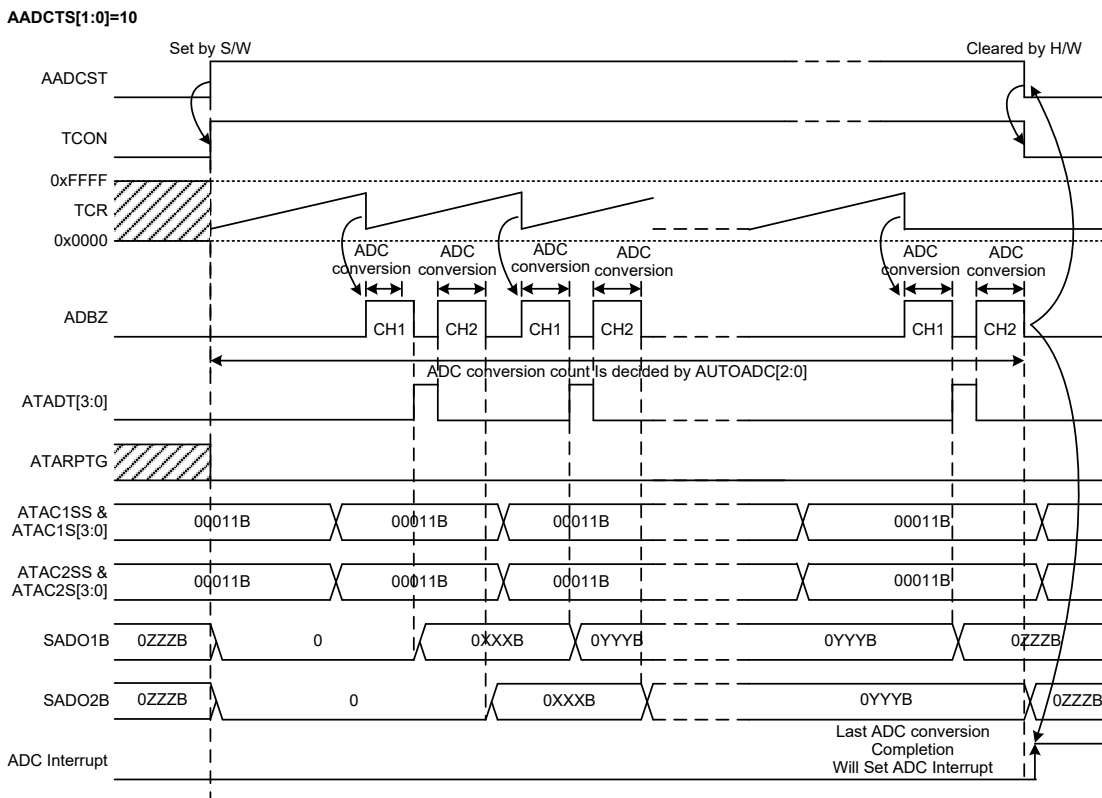 AADCTS[1:0]=10
Set by S/W
Cleared by H/W
AADCST
TCON
0xFFFF
TCR
0x0000
ADC
conversion
ADC
conversion
ADC
conversion
ADC
conversion
ADC
conversion
ADC
conversion
ADBZ
CH1
CH2
CH1
CH2
CH1
CH2
ADC conversion count Is decided by AUTOADC[2:0]
ATADT[3:0]
ATARPTG
ATAC1SS &
ATAC1S[3:0]
00011B
00011B
00011B
00011B
ATAC2SS &
ATAC2S[3:0]
00011B
00011B
00011B
00011B
SADO1B
0ZZZB
0
0XXXB
0YYYB
0YYYB
0ZZZB
SADO2B
0ZZZB
0
0XXXB
0YYYB
0ZZZB
ADC Interrupt
Last ADC conversion
Completion
Will Set ADC Interrupt